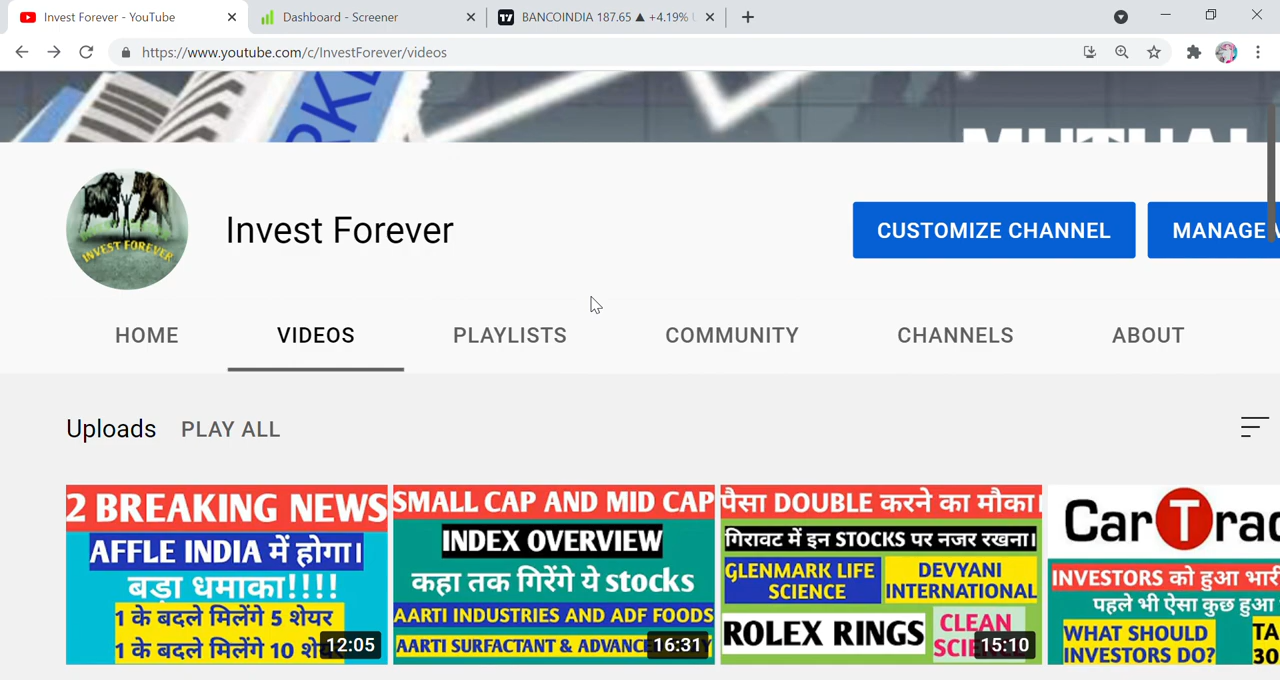 Invest Forever - YouTube
Dashboard - Screener
BANCOINDIA 187.65 ▲ +4.19%
https://www.youtube.com/c/InvestForever/videos
INVEST FOREVER
Invest Forever
CUSTOMIZE CHANNEL
MANAGE
HOME
VIDEOS
PLAYLISTS
COMMUNITY
CHANNELS
ABOUT
Uploads
PLAY ALL
2 BREAKING NEWS
AFFLE INDIA में होगा।
बड़ा धमाका!!!!
1 के बदले मिलेंगे 5 शेयर
1 के बदले मिलेंगे 10
12:05
SMALL CAP AND MID CAP
INDEX OVERVIEW
कहा तक गिरेंगे ये stocks
AARTI INDUSTRIES AND ADF FOODS
AARTI SURFACTANT &
16:31
पैसा DOUBLE करने का मौका।
गिरावट में इन STOCKS पर नजर रखना।
GLENMARK LIFE SCIENCE
DEVYANI INTERNATIONAL
ROLEX RINGS
CLEAN
15:10
INVESTORS को हुआ
पहले भी ऐसा कुछ हुआ
WHAT SHOULD
INVESTORS DO?